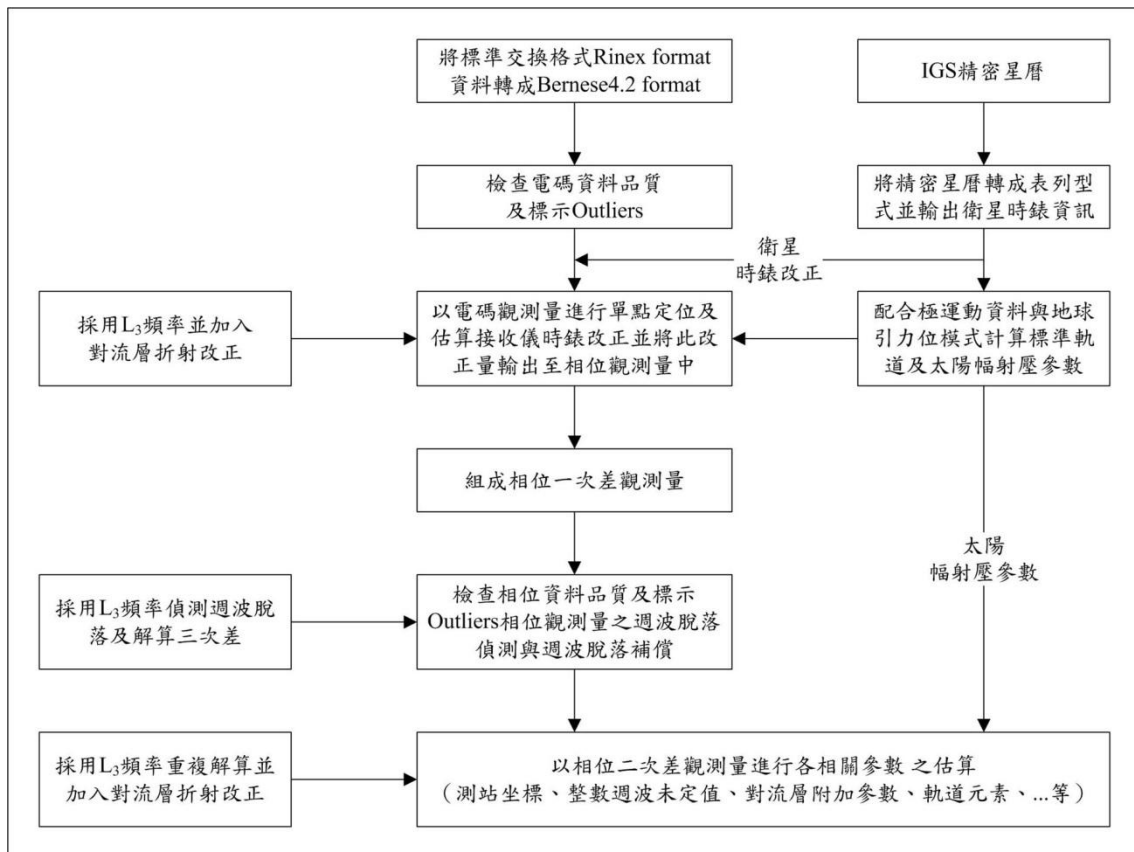 將標準交換格式Rinex format
資料轉成Bernese4.2 format
IGS精密星曆
檢查電碼資料品質
及標示Outliers
將精密星曆轉成表列型
式並輸出衛星時錶資訊
衛星
時錶改正
採用L₃頻率並加入
對流層折射改正
以電碼觀測量進行單點定位及
估算接收儀時錶改正並將此改
正量輸出至相位觀測量中
配合極運動資料與地球
引力位模式計算標準軌
道及太陽幅射壓參數
組成相位一次差觀測量
太陽
幅射壓參數
採用L₃頻率偵測週波脫
落及解算三次差
檢查相位資料品質及標示
Outliers相位觀測量之週波脫落
偵測與週波脫落補償
採用L₃頻率重複解算並
加入對流層折射改正
以相位二次差觀測量進行各相關參數 之估算
（測站坐標、整數週波未定值、對流層附加參數、軌道元素、...等）